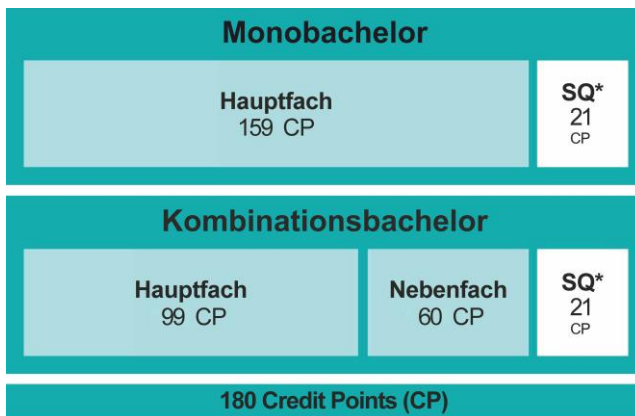 Monobachelor
Hauptfach
159 CP
SQ*
21
CP
Kombinationsbachelor
Hauptfach
99 CP
Nebenfach
60 CP
SQ*
21
CP
180 Credit Points (CP)